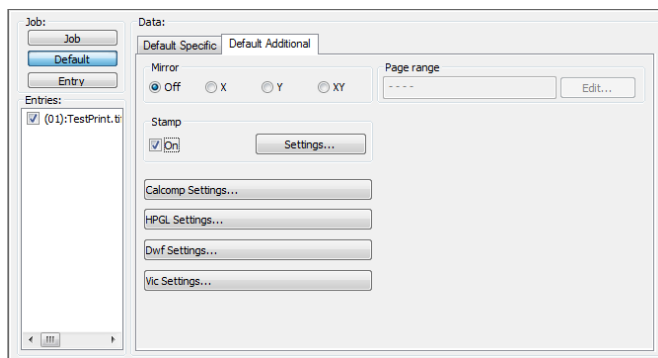 Job:
Job
Default
Entry
Entries:
(01):TestPrint.ti
Data:
Default Specific
Default Additional
Mirror
Off
X
Y
XY
Page range
- - - -
Edit...
Stamp
On
Settings...
Calcomp Settings...
HPGL Settings...
Dwf Settings...
Vic Settings...